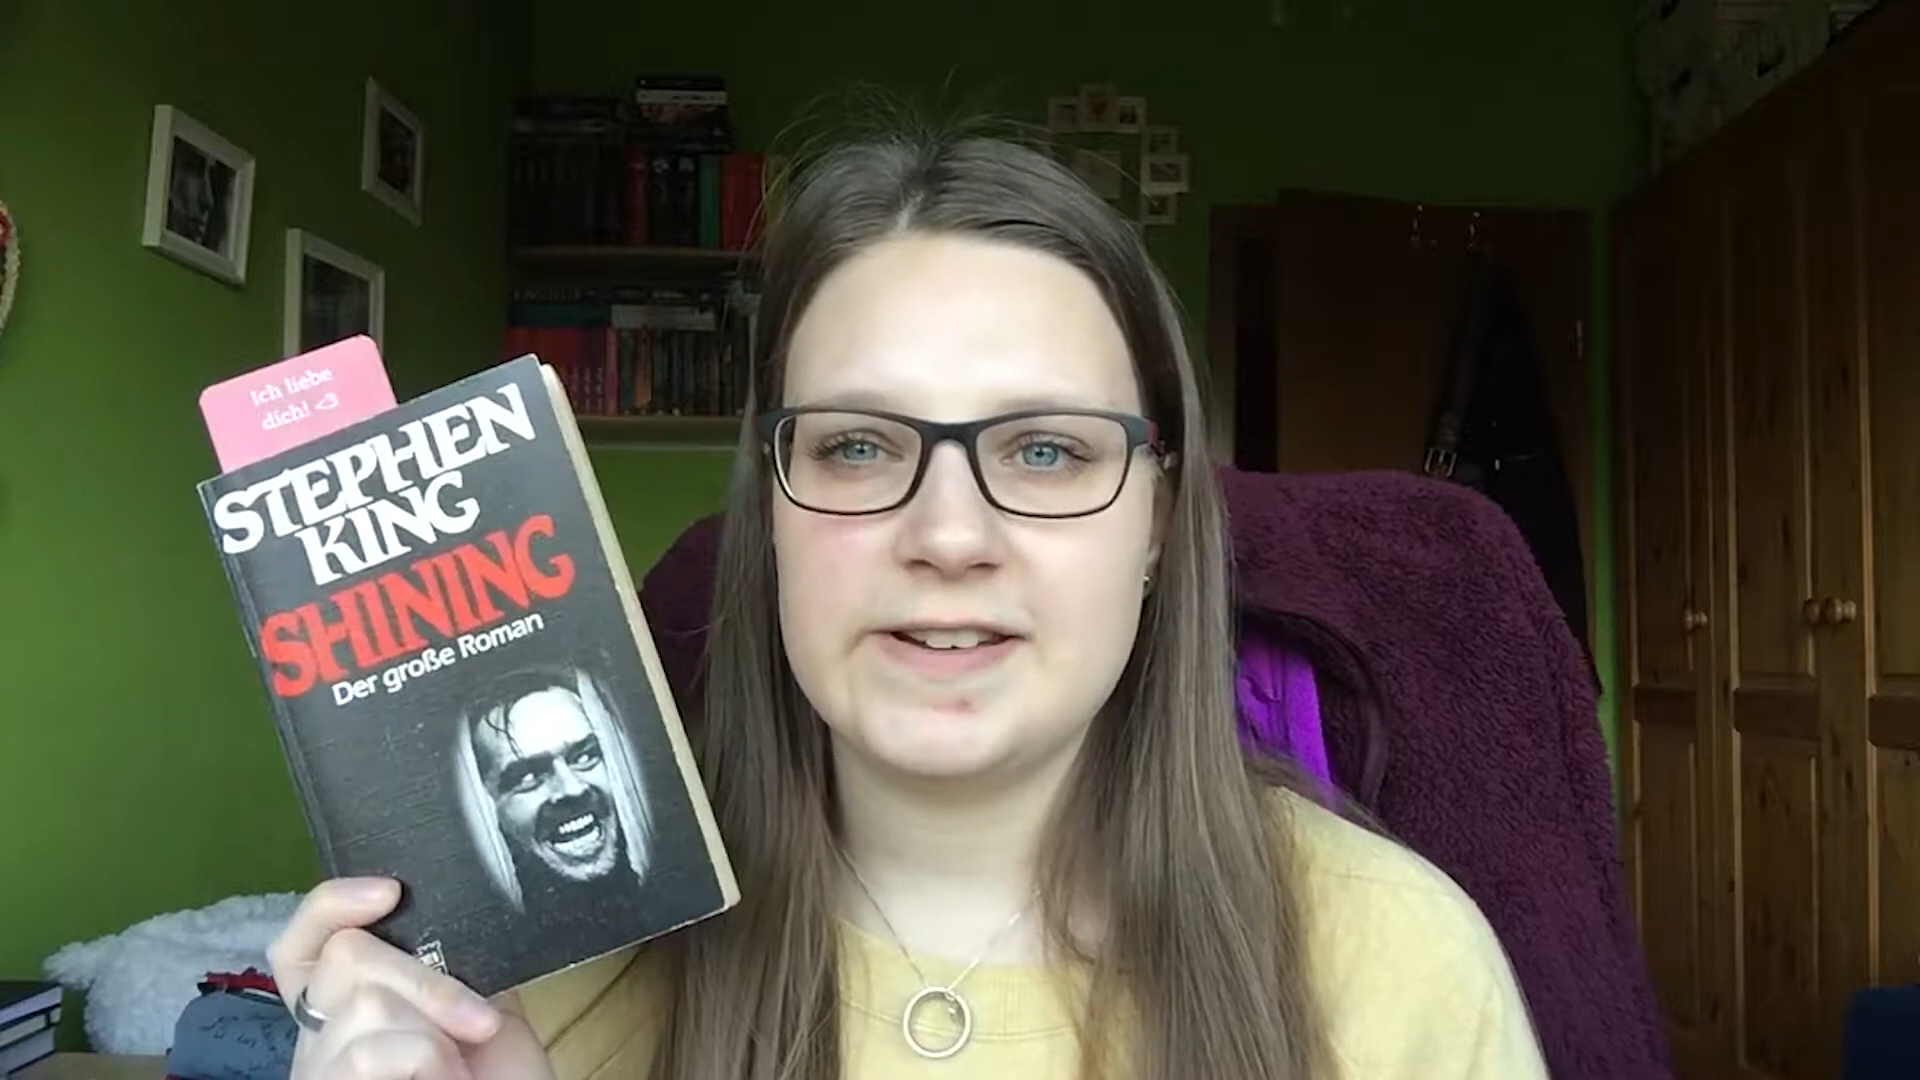 Ich liebe
dich! <3
STEPHEN
KING
SHINING
Der große Roman